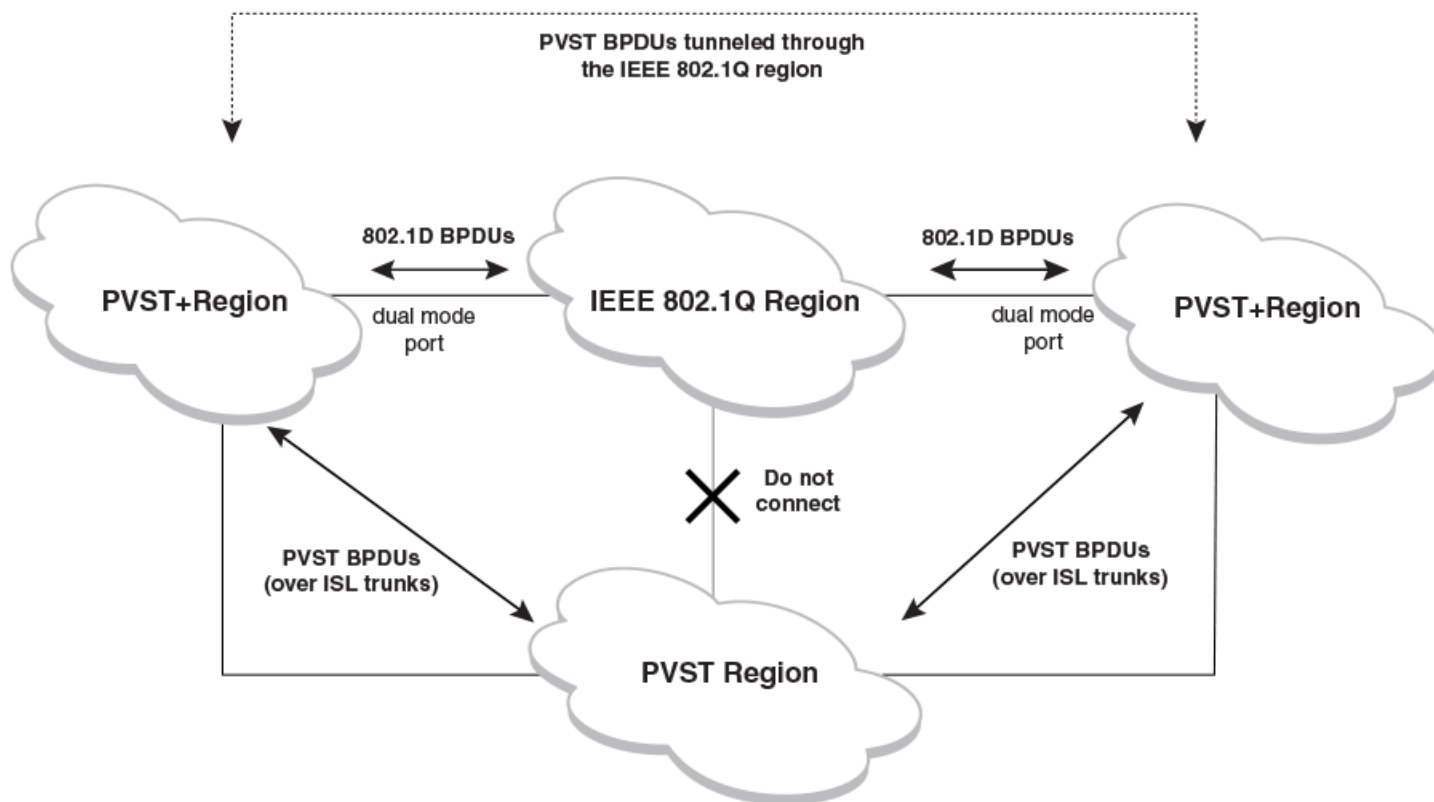 PVST BPDUs tunneled through
the IEEE 802.1Q region
802.1D BPDUs
802.1D BPDUs
PVST+Region
IEEE 802.1Q Region
PVST+Region
dual mode
port
dual mode
port
Do not
connect
PVST BPDUs
(over ISL trunks)
PVST BPDUs
(over ISL trunks)
PVST Region